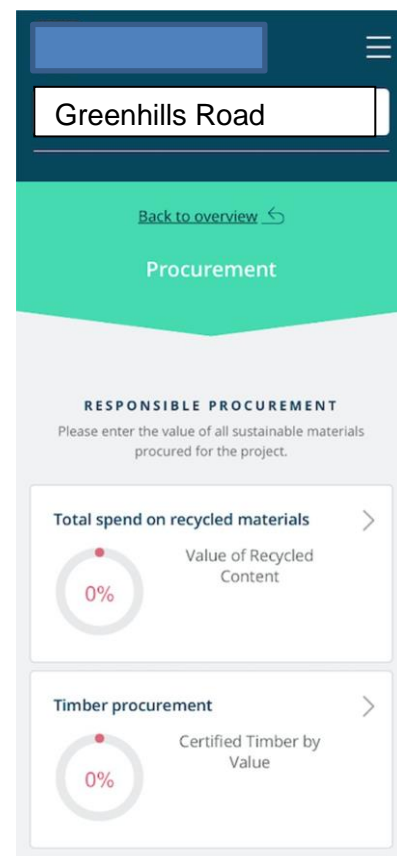 Greenhills Road
Back to overview
Procurement
RESPONSIBLE PROCUREMENT
Please enter the value of all sustainable materials
procured for the project.
Total spend on recycled materials
Value of Recycled
Content
0%
Timber procurement
Certified Timber by
Value
0%